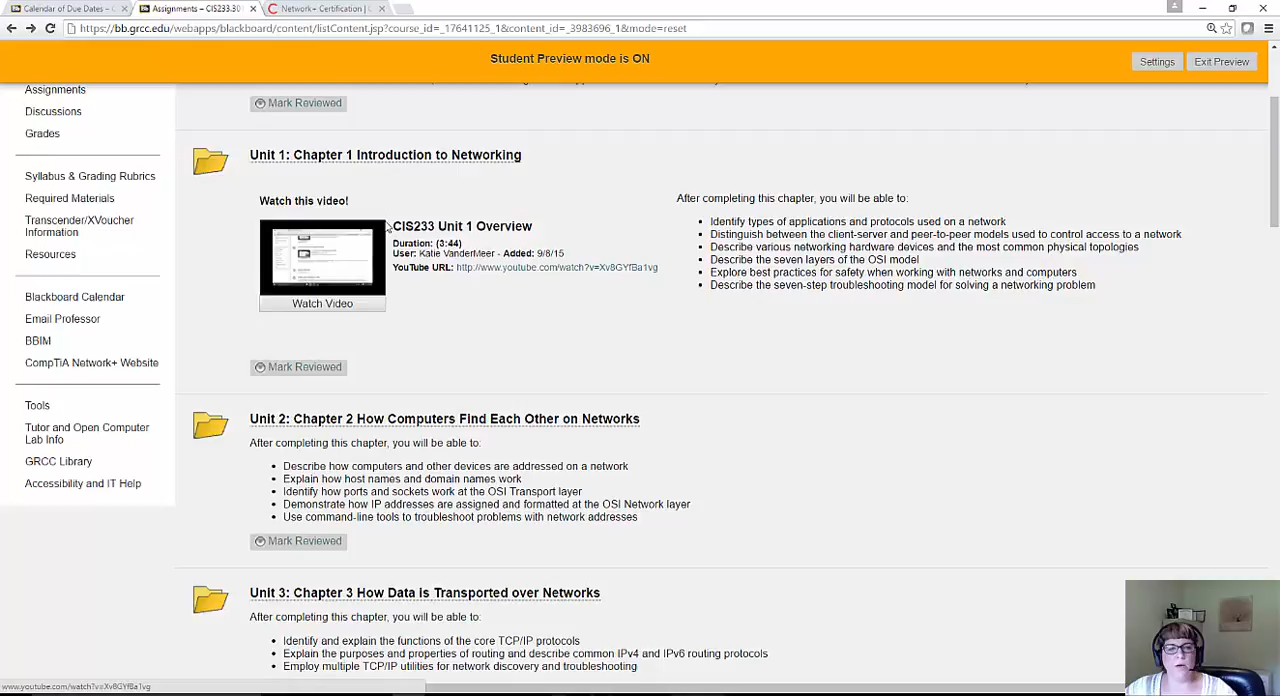 Calendar of Due Dates –
Assignments – CIS233.30
Network+ Certification |
https://bb.grcc.edu/webapps/blackboard/content/listContent.jsp?course_id=_17641125_1&content_id=_3983696_1&mode=reset
Student Preview mode is ON
Settings
Exit Preview
Assignments
Discussions
Grades
Syllabus & Grading Rubrics
Required Materials
Transcender/XVoucher
Information
Resources
Blackboard Calendar
Email Professor
BBIM
CompTiA Network+ Website
Tools
Tutor and Open Computer
Lab Info
GRCC Library
Accessibility and IT Help
Mark Reviewed
Unit 1: Chapter 1 Introduction to Networking
Watch this video!
CIS233 Unit 1 Overview
Duration: (3:44)
User: Katie VanderMeer - Added: 9/8/15
YouTube URL: http://www.youtube.com/watch?v=Xv8GYfBa1vg
Watch Video
After completing this chapter, you will be able to:
Identify types of applications and protocols used on a network
Distinguish between the client-server and peer-to-peer models used to control access to a network
Describe various networking hardware devices and the most common physical topologies
Describe the seven layers of the OSI model
Explore best practices for safety when working with networks and computers
Describe the seven-step troubleshooting model for solving a networking problem
Mark Reviewed
Unit 2: Chapter 2 How Computers Find Each Other on Networks
After completing this chapter, you will be able to:
Describe how computers and other devices are addressed on a network
Explain how host names and domain names work
Identify how ports and sockets work at the OSI Transport layer
Demonstrate how IP addresses are assigned and formatted at the OSI Network layer
Use command-line tools to troubleshoot problems with network addresses
Mark Reviewed
Unit 3: Chapter 3 How Data is Transported over Networks
After completing this chapter, you will be able to:
Identify and explain the functions of the core TCP/IP protocols
Explain the purposes and properties of routing and describe common IPv4 and IPv6 routing protocols
Employ multiple TCP/IP utilities for network discovery and troubleshooting
www.youtube.com/watch?v=Xv8GYfBa1vg